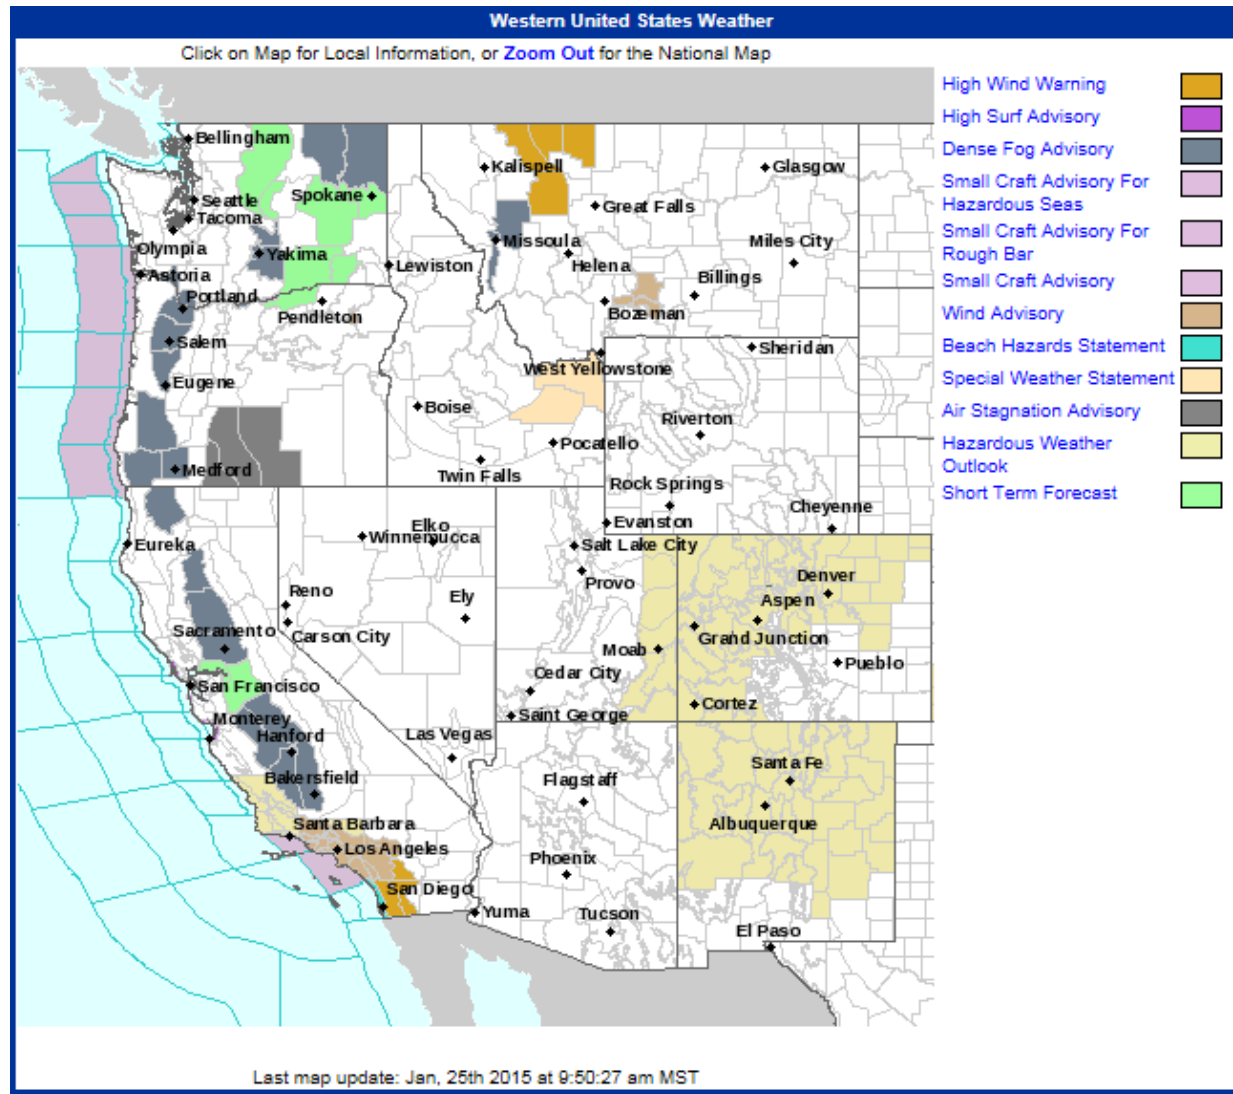 Western United States Weather
Click on Map for Local Information, or Zoom Out for the National Map
High Wind Warning
High Surf Advisory
Dense Fog Advisory
Small Craft Advisory For
Hazardous Seas
Small Craft Advisory For
Rough Bar
Small Craft Advisory
Wind Advisory
Beach Hazards Statement
Special Weather Statement
Air Stagnation Advisory
Hazardous Weather
Outlook
Short Term Forecast
Bellingham
Kalispell
Glasgow
Seattle
Spokane
Tacoma
Great Falls
Olympia
Yakima
Missoula
Miles City
Astoria
Lewiston
Helena
Billings
Portland
Pendleton
Bozeman
Salem
Sheridan
Eugene
West Yellowstone
Boise
Riverton
Medford
Pocatello
Twin Falls
Rock Springs
Cheyenne
Eureka
Elko
Winnemucca
Evanston
Salt Lake City
Provo
Denver
Reno
Ely
Aspen
Sacramento
Carson City
Grand Junction
Moab
Pueblo
San Francisco
Cedar City
Cortez
Monterey
Saint George
Hanford
Las Vegas
Bakersfield
Flagstaff
Santa Fe
Santa Barbara
Albuquerque
Los Angeles
Phoenix
San Diego
Yuma
Tucson
El Paso
Last map update: Jan, 25th 2015 at 9:50:27 am MST